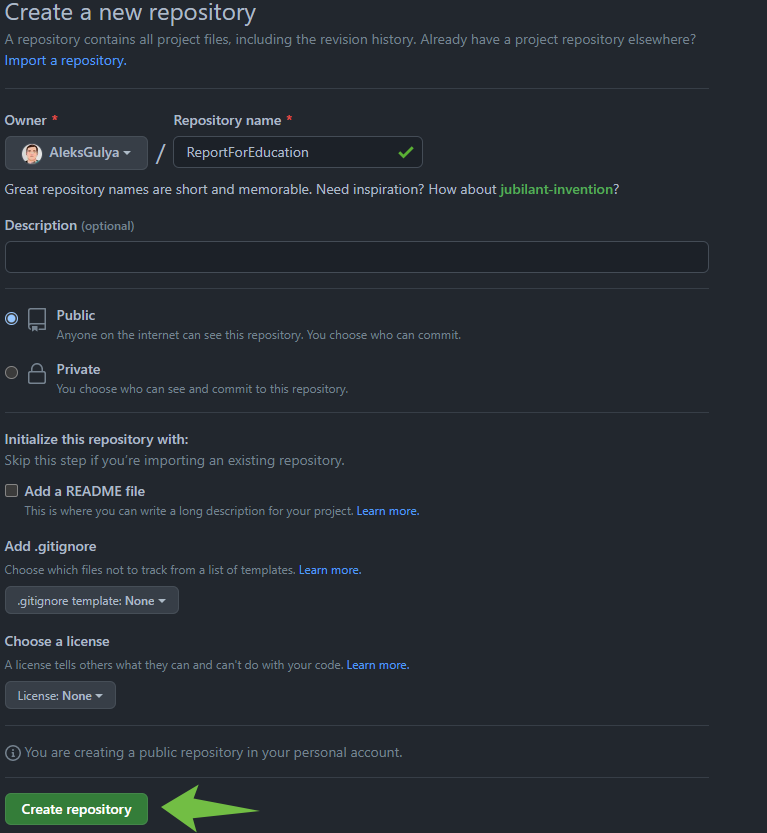 Create a new repository
A repository contains all project files, including the revision history. Already have a project repository elsewhere?
Import a repository.
Owner * Repository name *
AleksGulya / ReportForEducation
Great repository names are short and memorable. Need inspiration? How about jubilant-invention?
Description (optional)
Public
Anyone on the internet can see this repository. You choose who can commit.
Private
You choose who can see and commit to this repository.
Initialize this repository with:
Skip this step if you're importing an existing repository.
Add a README file
This is where you can write a long description for your project. Learn more.
Add .gitignore
Choose which files not to track from a list of templates. Learn more.
.gitignore template: None
Choose a license
A license tells others what they can and can't do with your code. Learn more.
License: None
You are creating a public repository in your personal account.
Create repository